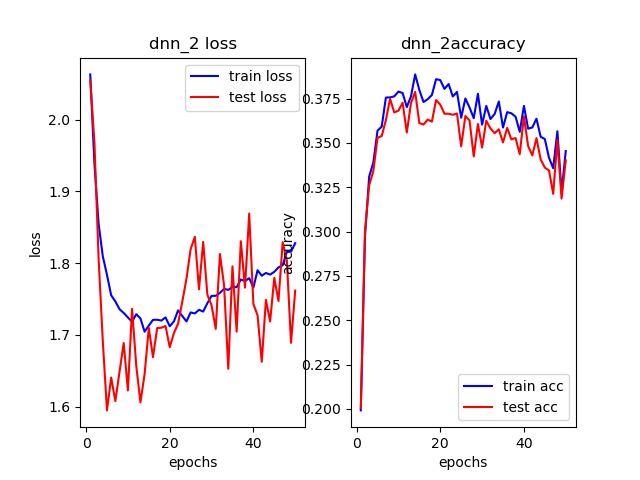 dnn_2 loss
train loss
test loss
2.0
1.9
1.8
1.7
1.6
loss
0
20
40
epochs
dnn_2accuracy
0.375
0.350
0.325
0.300
0.275
0.250
0.225
0.200
accuracy
train acc
test acc
0
20
40
epochs